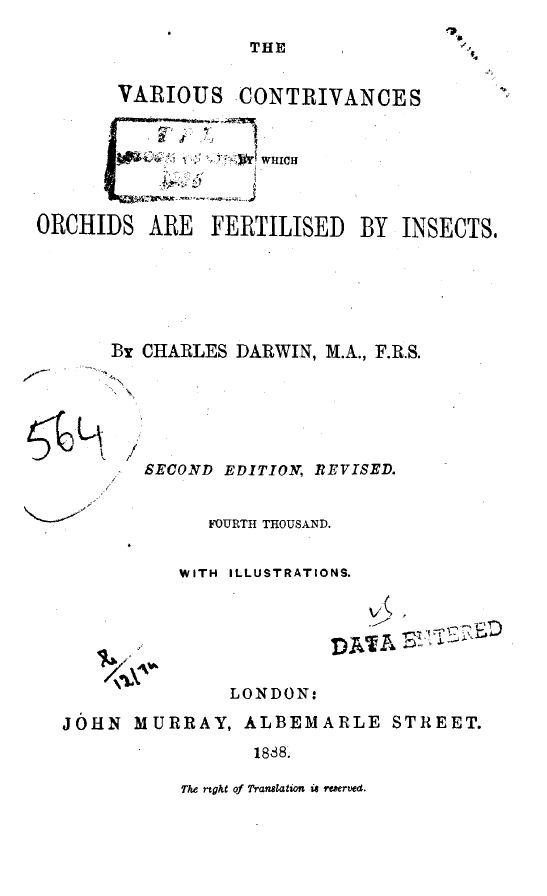 THE
VARIOUS CONTRIVANCES
BY WHICH
ORCHIDS ARE FERTILISED BY INSECTS.
By CHARLES DARWIN, M.A., F.R.S.
564
SECOND EDITION, REVISED.
FOURTH THOUSAND.
WITH ILLUSTRATIONS.
DATA ENTERED
LONDON:
JOHN MURRAY, ALBEMARLE STREET.
1888.
The right of Translation is reserved.